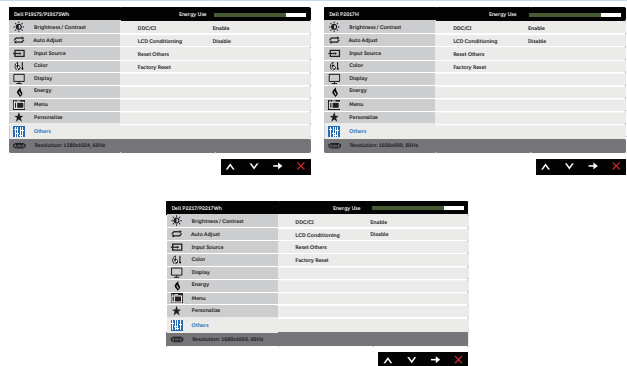 Dell P1917S/P1917SWh Energy Use
Brightness / Contrast DDC/CI Enable
Auto Adjust LCD Conditioning Disable
Input Source Reset Others
Color Factory Reset
Display
Energy
Menu
Personalize
Others
Resolution: 1280x1024, 60Hz
Dell P2017H Energy Use
Brightness / Contrast DDC/CI Enable
Auto Adjust LCD Conditioning Disable
Input Source Reset Others
Color Factory Reset
Display
Energy
Menu
Personalize
Others
Resolution: 1600x900, 60Hz
Dell P2217/P2217Wh Energy Use
Brightness / Contrast DDC/CI Enable
Auto Adjust LCD Conditioning Disable
Input Source Reset Others
Color Factory Reset
Display
Energy
Menu
Personalize
Others
Resolution: 1680x1050, 60Hz